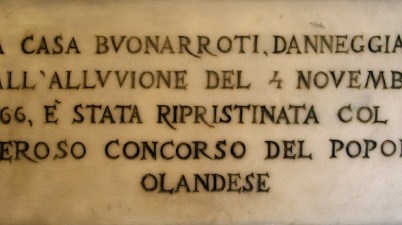 A CASA BVONARROTI, DANNEGGIA
ALL'ALLVVIONE DEL 4 NOVEMB
66, È STATA RIPRISTINATA COL
EROSO CONCORSO DEL POPO
OLANDESE